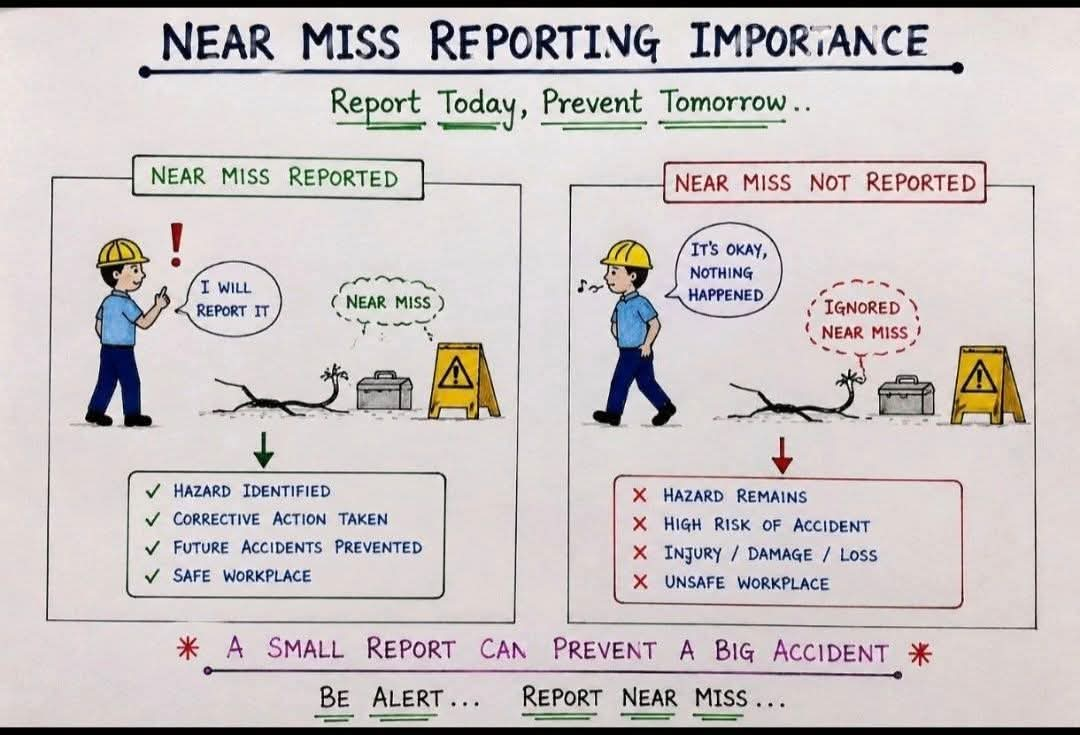 NEAR MISS REPORTING IMPORTANCE
Report Today, Prevent Tomorrow..
NEAR MISS REPORTED
!
I WILL
REPORT IT
NEAR MISS
✓ HAZARD IDENTIFIED
✓ CORRECTIVE ACTION TAKEN
✓ FUTURE ACCIDENTS PREVENTED
✓ SAFE WORKPLACE
NEAR MISS NOT REPORTED
IT'S OKAY,
NOTHING
HAPPENED
IGNORED
NEAR MISS
✗ HAZARD REMAINS
✗ HIGH RISK OF ACCIDENT
✗ INJURY / DAMAGE / LOSS
✗ UNSAFE WORKPLACE
* A SMALL REPORT CAN PREVENT A BIG ACCIDENT *
BE ALERT... REPORT NEAR MISS...